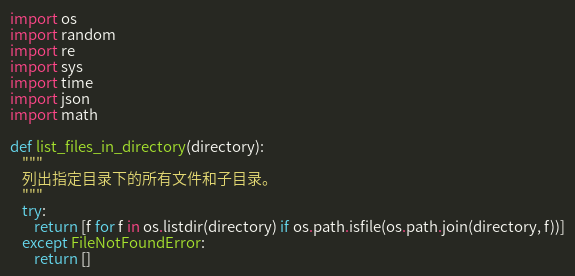 import os
import random
import re
import sys
import time
import json
import math

def list_files_in_directory(directory):
    """
    列出指定目录下的所有文件和子目录。
    """
    try:
        return [f for f in os.listdir(directory) if os.path.isfile(os.path.join(directory, f))]
    except FileNotFoundError:
        return []